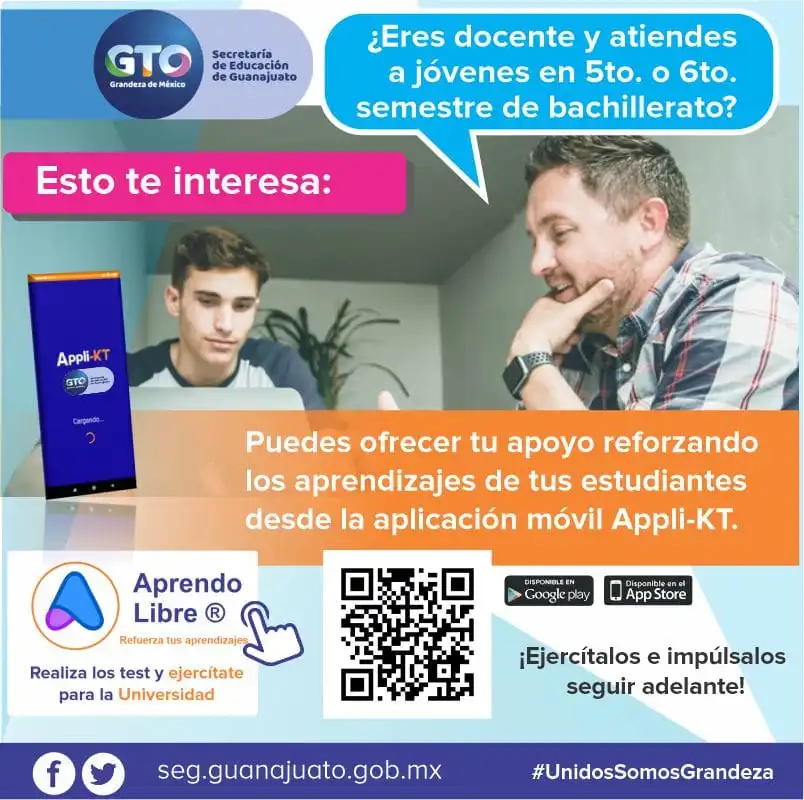 GTO
Grandeza de México
Secretaría
de Educación
de Guanajuato
¿Eres docente y atiendes
a jóvenes en 5to. o 6to.
semestre de bachillerato?
Esto te interesa:
Appli-KT
GTO
Cargando...
Puedes ofrecer tu apoyo reforzando
los aprendizajes de tus estudiantes
desde la aplicación móvil Appli-KT.
Aprendo
Libre ®
Refuerza tus aprendizajes
Realiza los test y ejercítate
para la Universidad
DISPONIBLE EN
Google play
Disponible en el
App Store
¡Ejercítalos e impúlsalos
seguir adelante!
seg.guanajuato.gob.mx
#UnidosSomosGrandeza